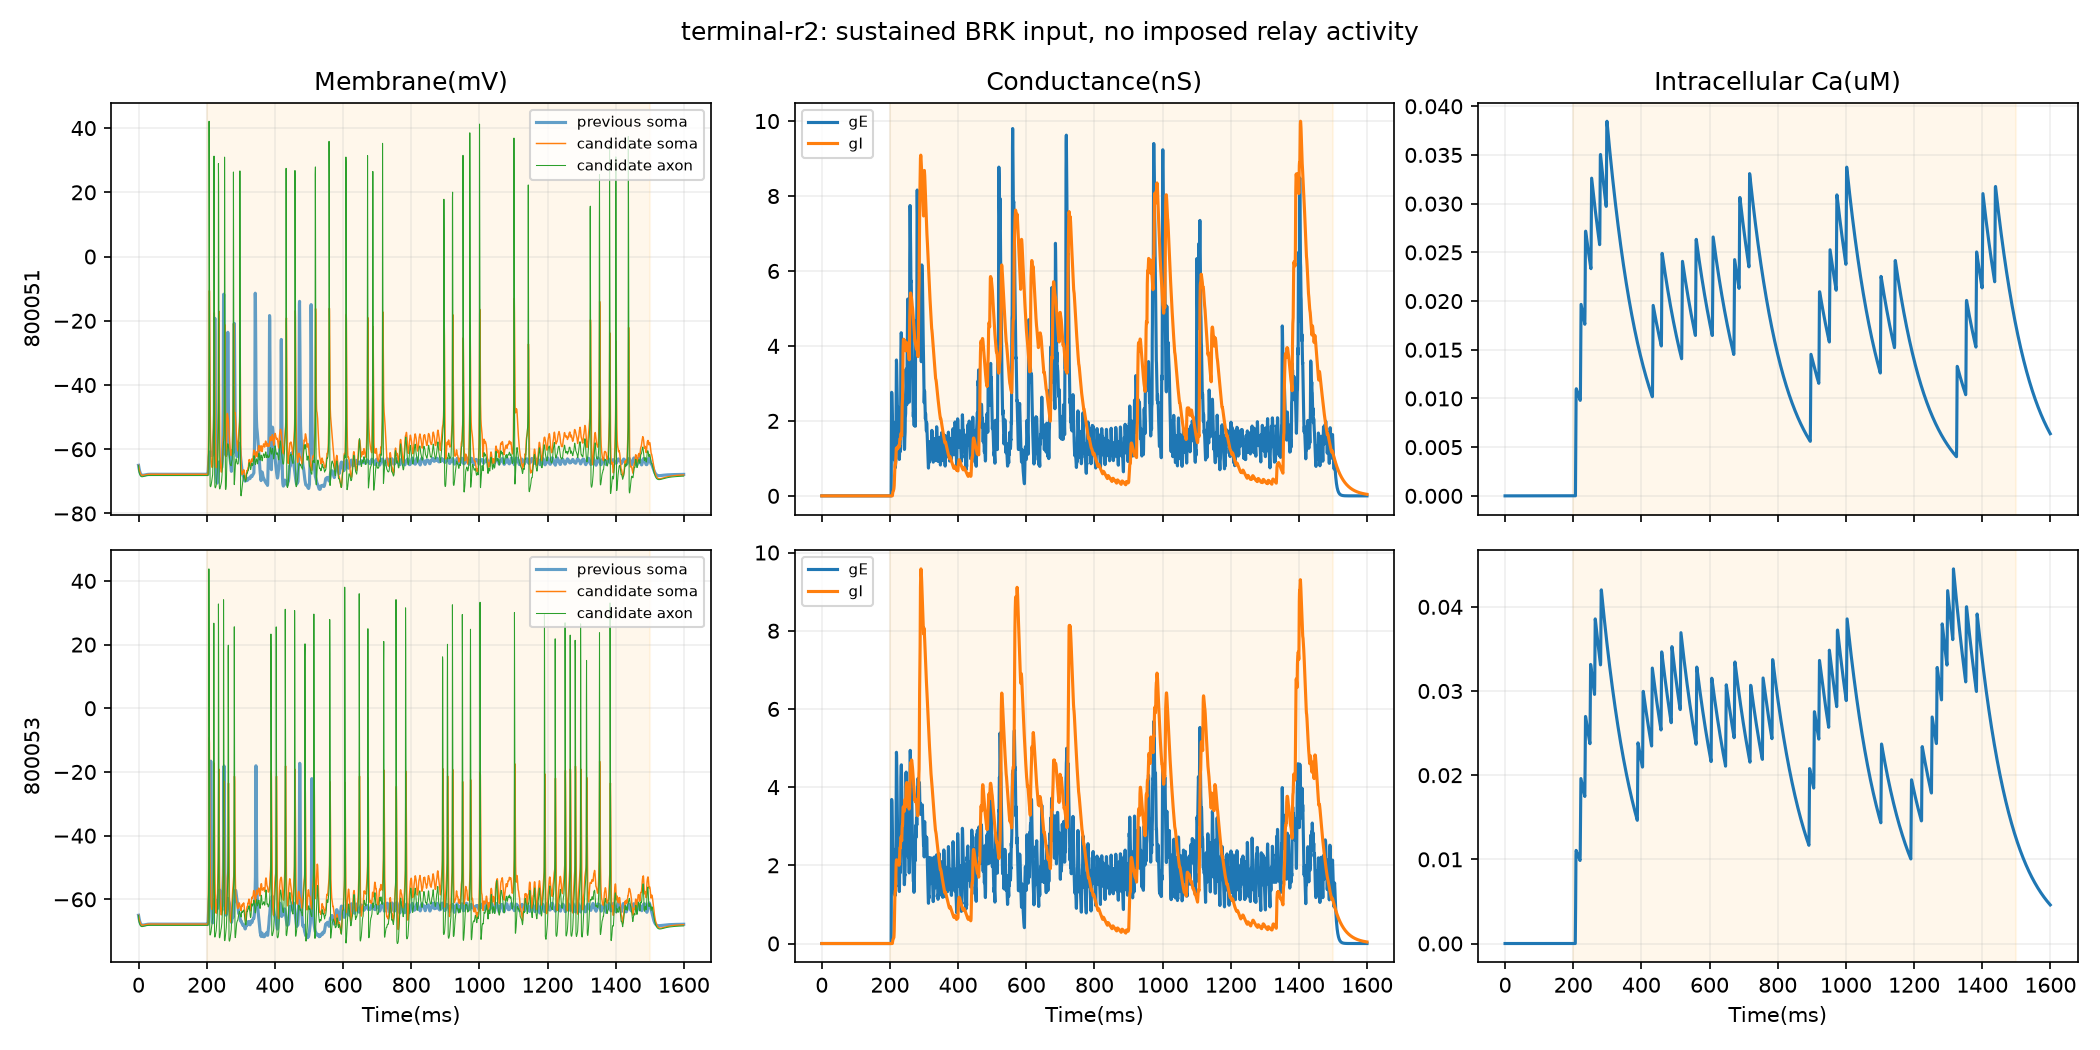 terminal-r2: sustained BRK input, no imposed relay activity
Membrane(mV)
Conductance(nS)
Intracellular Ca(uM)
previous soma
candidate soma
candidate axon
40
20
0
−20
−40
−60
−80
800051
gE
gI
10
8
6
4
2
0
0.040
0.035
0.030
0.025
0.020
0.015
0.010
0.005
0.000
previous soma
candidate soma
candidate axon
40
20
0
−20
−40
−60
800053
0 200 400 600 800 1000 1200 1400 1600
Time(ms)
gE
gI
10
8
6
4
2
0
0 200 400 600 800 1000 1200 1400 1600
Time(ms)
0.04
0.03
0.02
0.01
0.00
0 200 400 600 800 1000 1200 1400 1600
Time(ms)